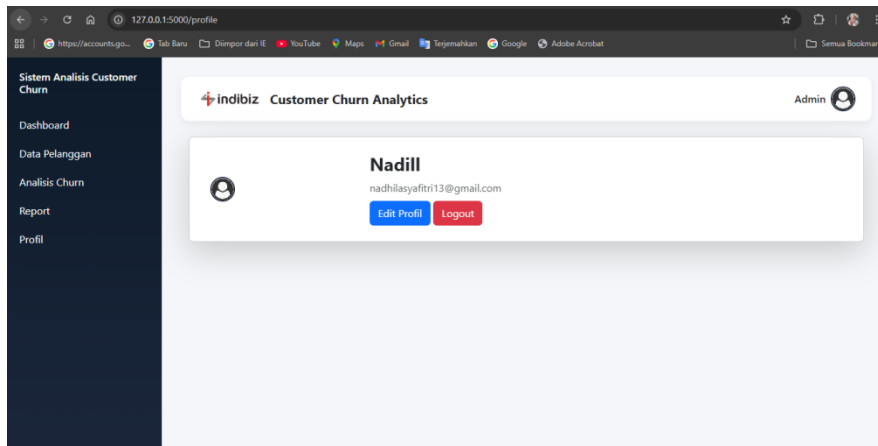 127.0.0.1:5000/profile
https://accounts.go... Tab Baru Diimpor dari IE YouTube Maps Gmail Terjemahkan Google Adobe Acrobat Semua Bookmar
Sistem Analisis Customer
Churn
Dashboard
Data Pelanggan
Analisis Churn
Report
Profil
indibiz Customer Churn Analytics
Admin
Nadill
nadhilasyafitri13@gmail.com
Edit Profil Logout